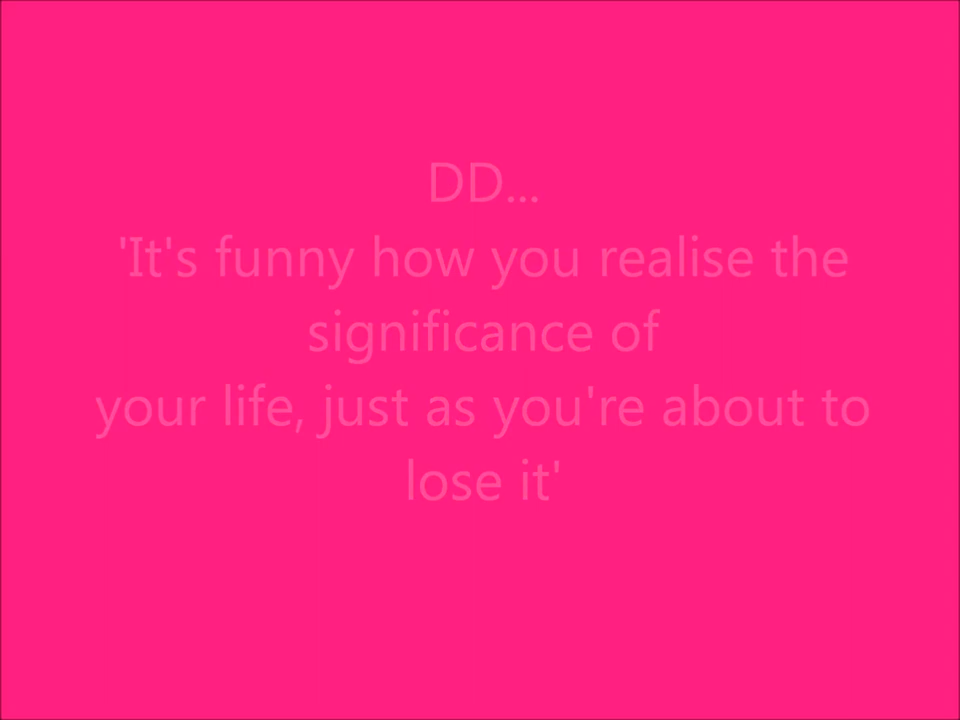 DD...
'It's funny how you realise the
significance of
your life, just as you're about to
lose it'